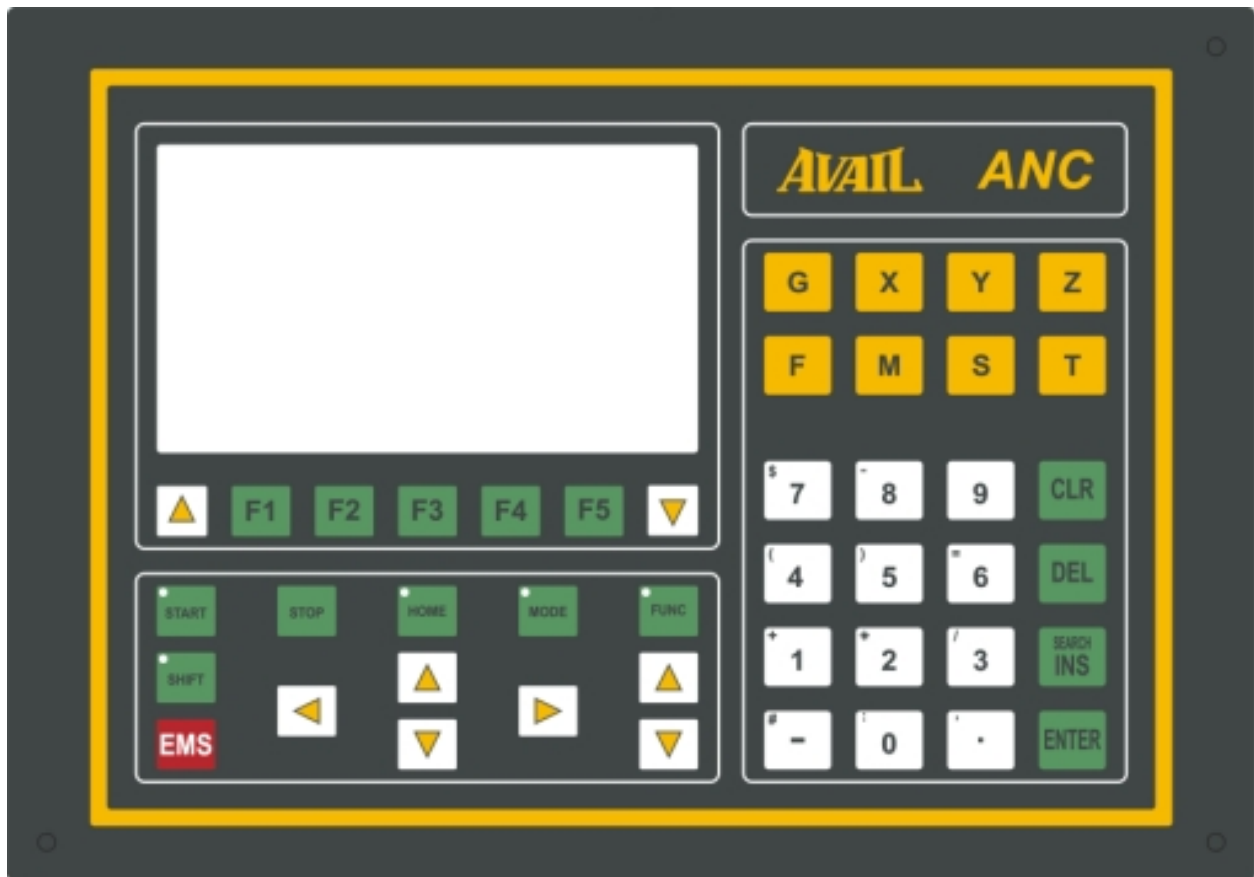 AVAIL ANC
G X Y Z
F M S T
F1 F2 F3 F4 F5
$ 7 - 8 9 CLR
( 4 ) 5 = 6 DEL
+ 1 * 2 / 3 SEARCH INS
# - : 0 , . ENTER
START STOP HOME MODE FUNC
SHIFT
EMS